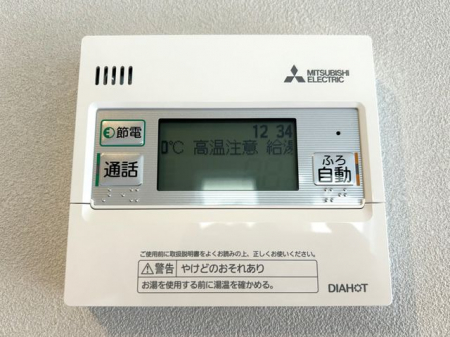 MITSUBISHI
ELECTRIC
節電
12 34
0℃ 高温注意 給湯
通話
ふろ
自動
ご使用前に取扱説明書をよくお読みの上、正しくお使いください。
警告 やけどのおそれあり
お湯を使用する前に湯温を確かめる。
DIAHOT